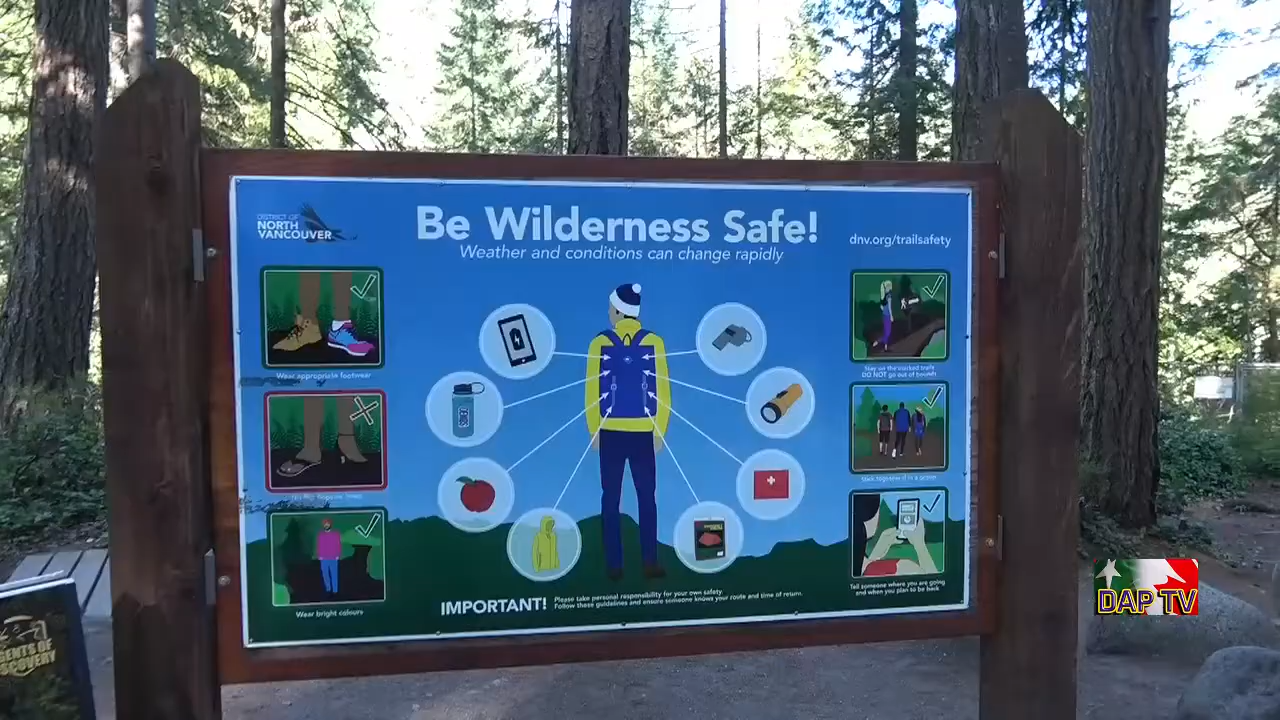 Be Wilderness Safe!
Weather and conditions can change rapidly
DISTRICT OF
NORTH
VANCOUVER
dnv.org/trailsafety
Wear appropriate footwear
Wear bright colours
Stay on the marked trails
DO NOT go out of bounds
Stick together if in a group
Tell someone where you are going
and when you plan to be back
IMPORTANT!
Please take personal responsibility for your own safety.
Follow these guidelines and ensure someone knows your route and time of return.
DAP TV